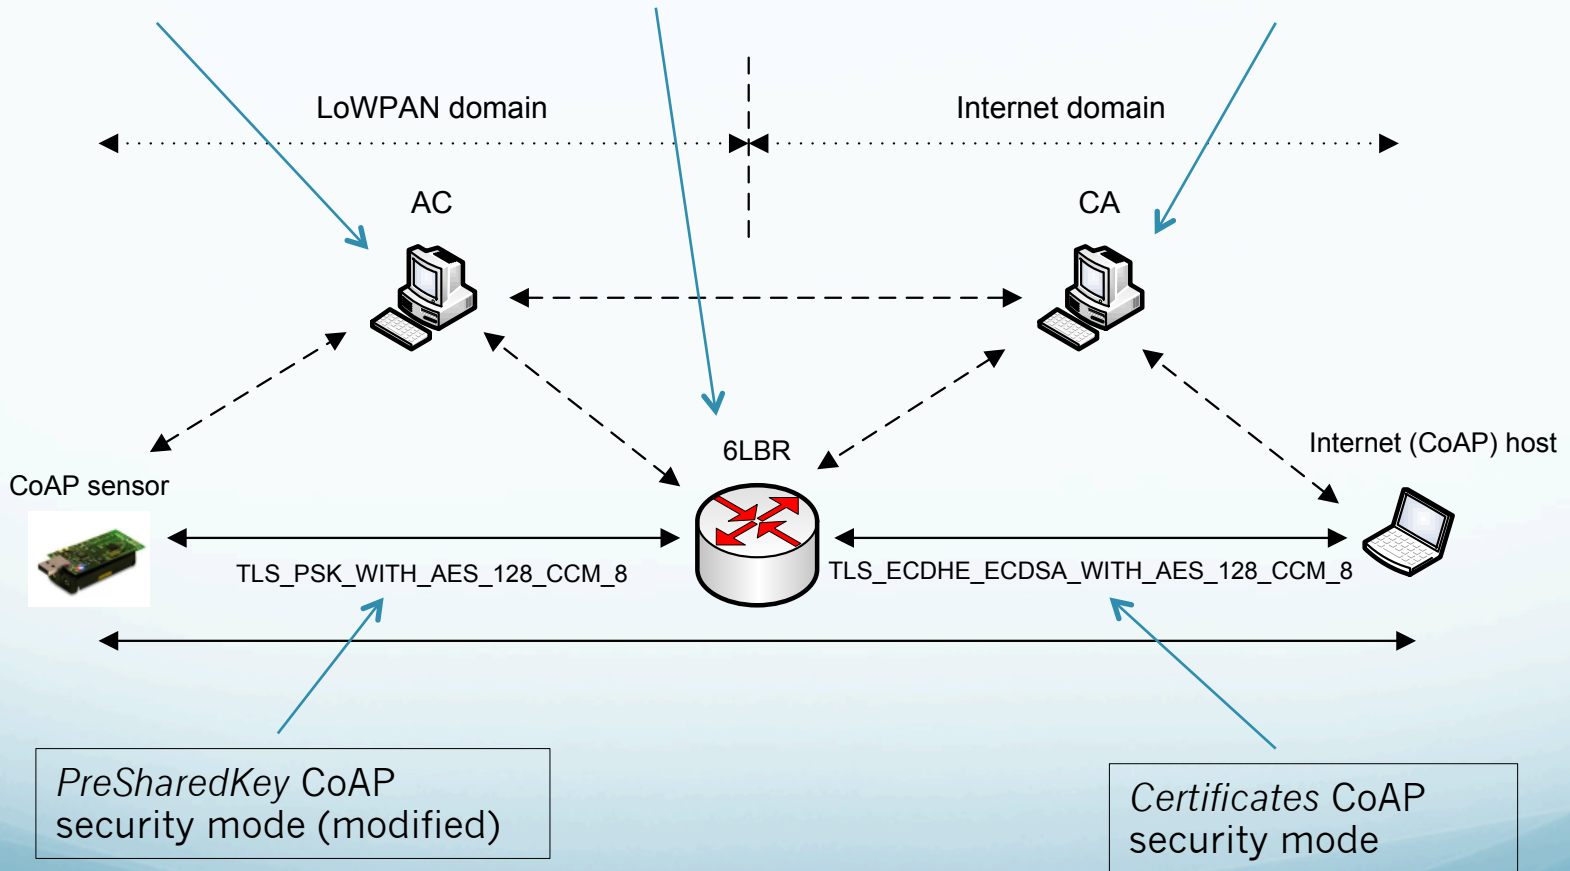 LoWPAN domain
Internet domain
AC
CA
6LBR
Internet (CoAP) host
CoAP sensor
TLS_PSK_WITH_AES_128_CCM_8
TLS_ECDHE_ECDSA_WITH_AES_128_CCM_8
PreSharedKey CoAP
security mode (modified)
Certificates CoAP
security mode